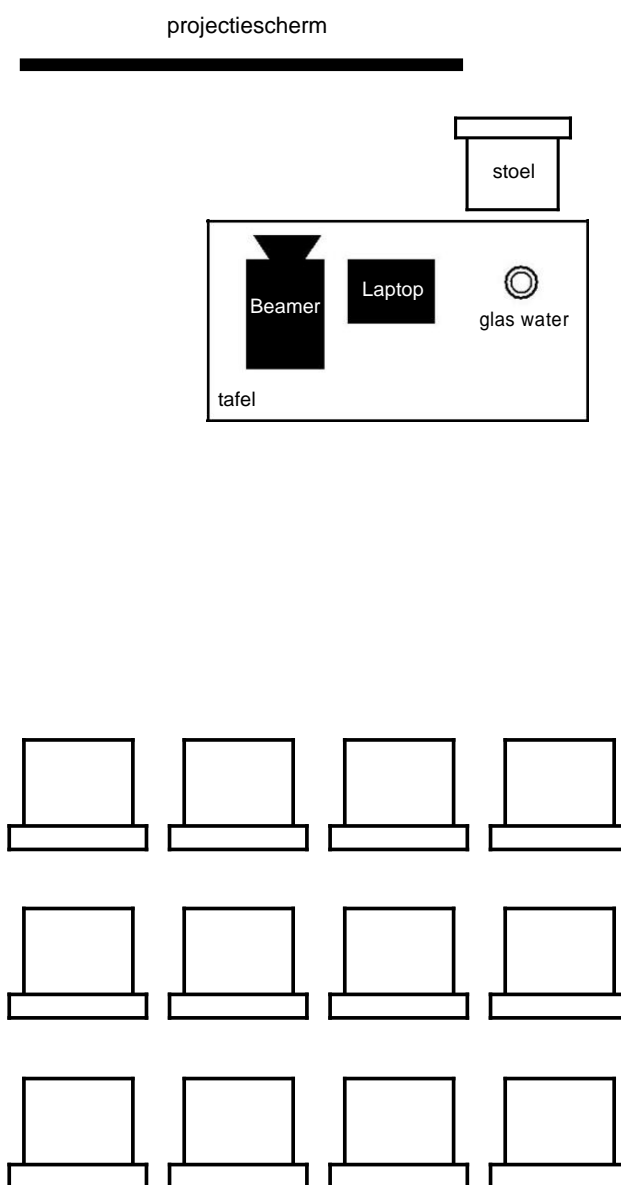 projectiescherm
stoel
Beamer
Laptop
glas water
tafel